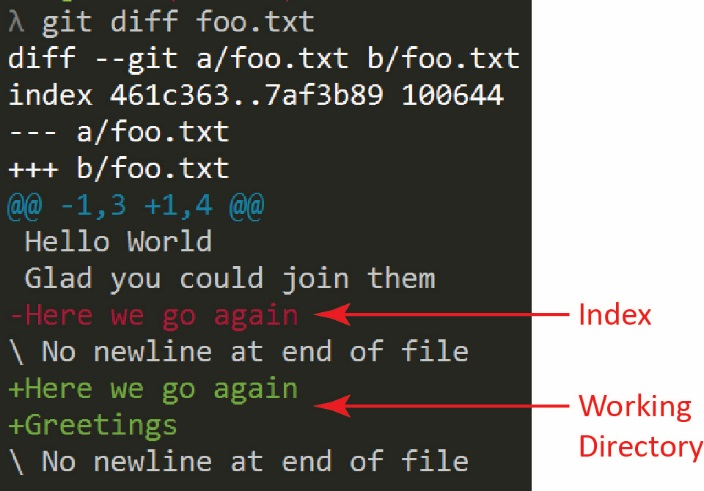 λ git diff foo.txt
diff --git a/foo.txt b/foo.txt
index 461c363..7af3b89 100644
--- a/foo.txt
+++ b/foo.txt
@@ -1,3 +1,4 @@
 Hello World
 Glad you could join them
-Here we go again
\ No newline at end of file
+Here we go again
+Greetings
\ No newline at end of file
Index
Working
Directory